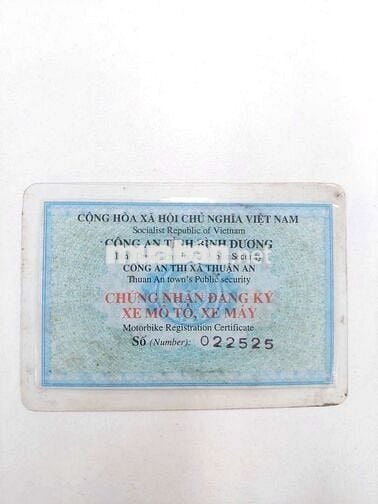 CỘNG HÒA XÃ HỘI CHỦ NGHĨA VIỆT NAM
Socialist Republic of Vietnam
CÔNG AN TỈNH BÌNH DƯƠNG
CÔNG AN THỊ XÃ THUẬN AN
Thuan An town's Public security
CHỨNG NHẬN ĐĂNG KÝ
XE MÔ TÔ, XE MÁY
Motorbike Registration Certificate
Số (Number): 022525